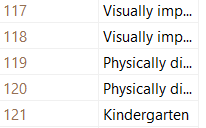 117 Visually imp...
118 Visually imp...
119 Physically di...
120 Physically di...
121 Kindergarten